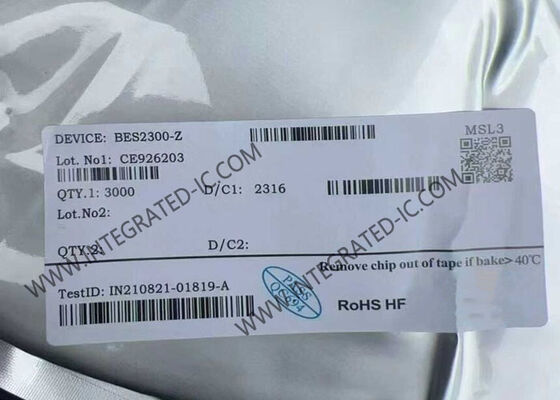 DEVICE: BES2300-Z
MSL3
Lot. No1: CE926203
QTY.1: 3000 D/C1: 2316
Lot.No2:
QTY.2: D/C2:
Remove chip out of tape if bake>40℃
TestID: IN210821-01819-A
PASS
RoHS HF
WWW.INTEGRATED-IC.COM
WWW.INTEGRATED-IC.COM
WWW.INTEGRATED-IC.COM